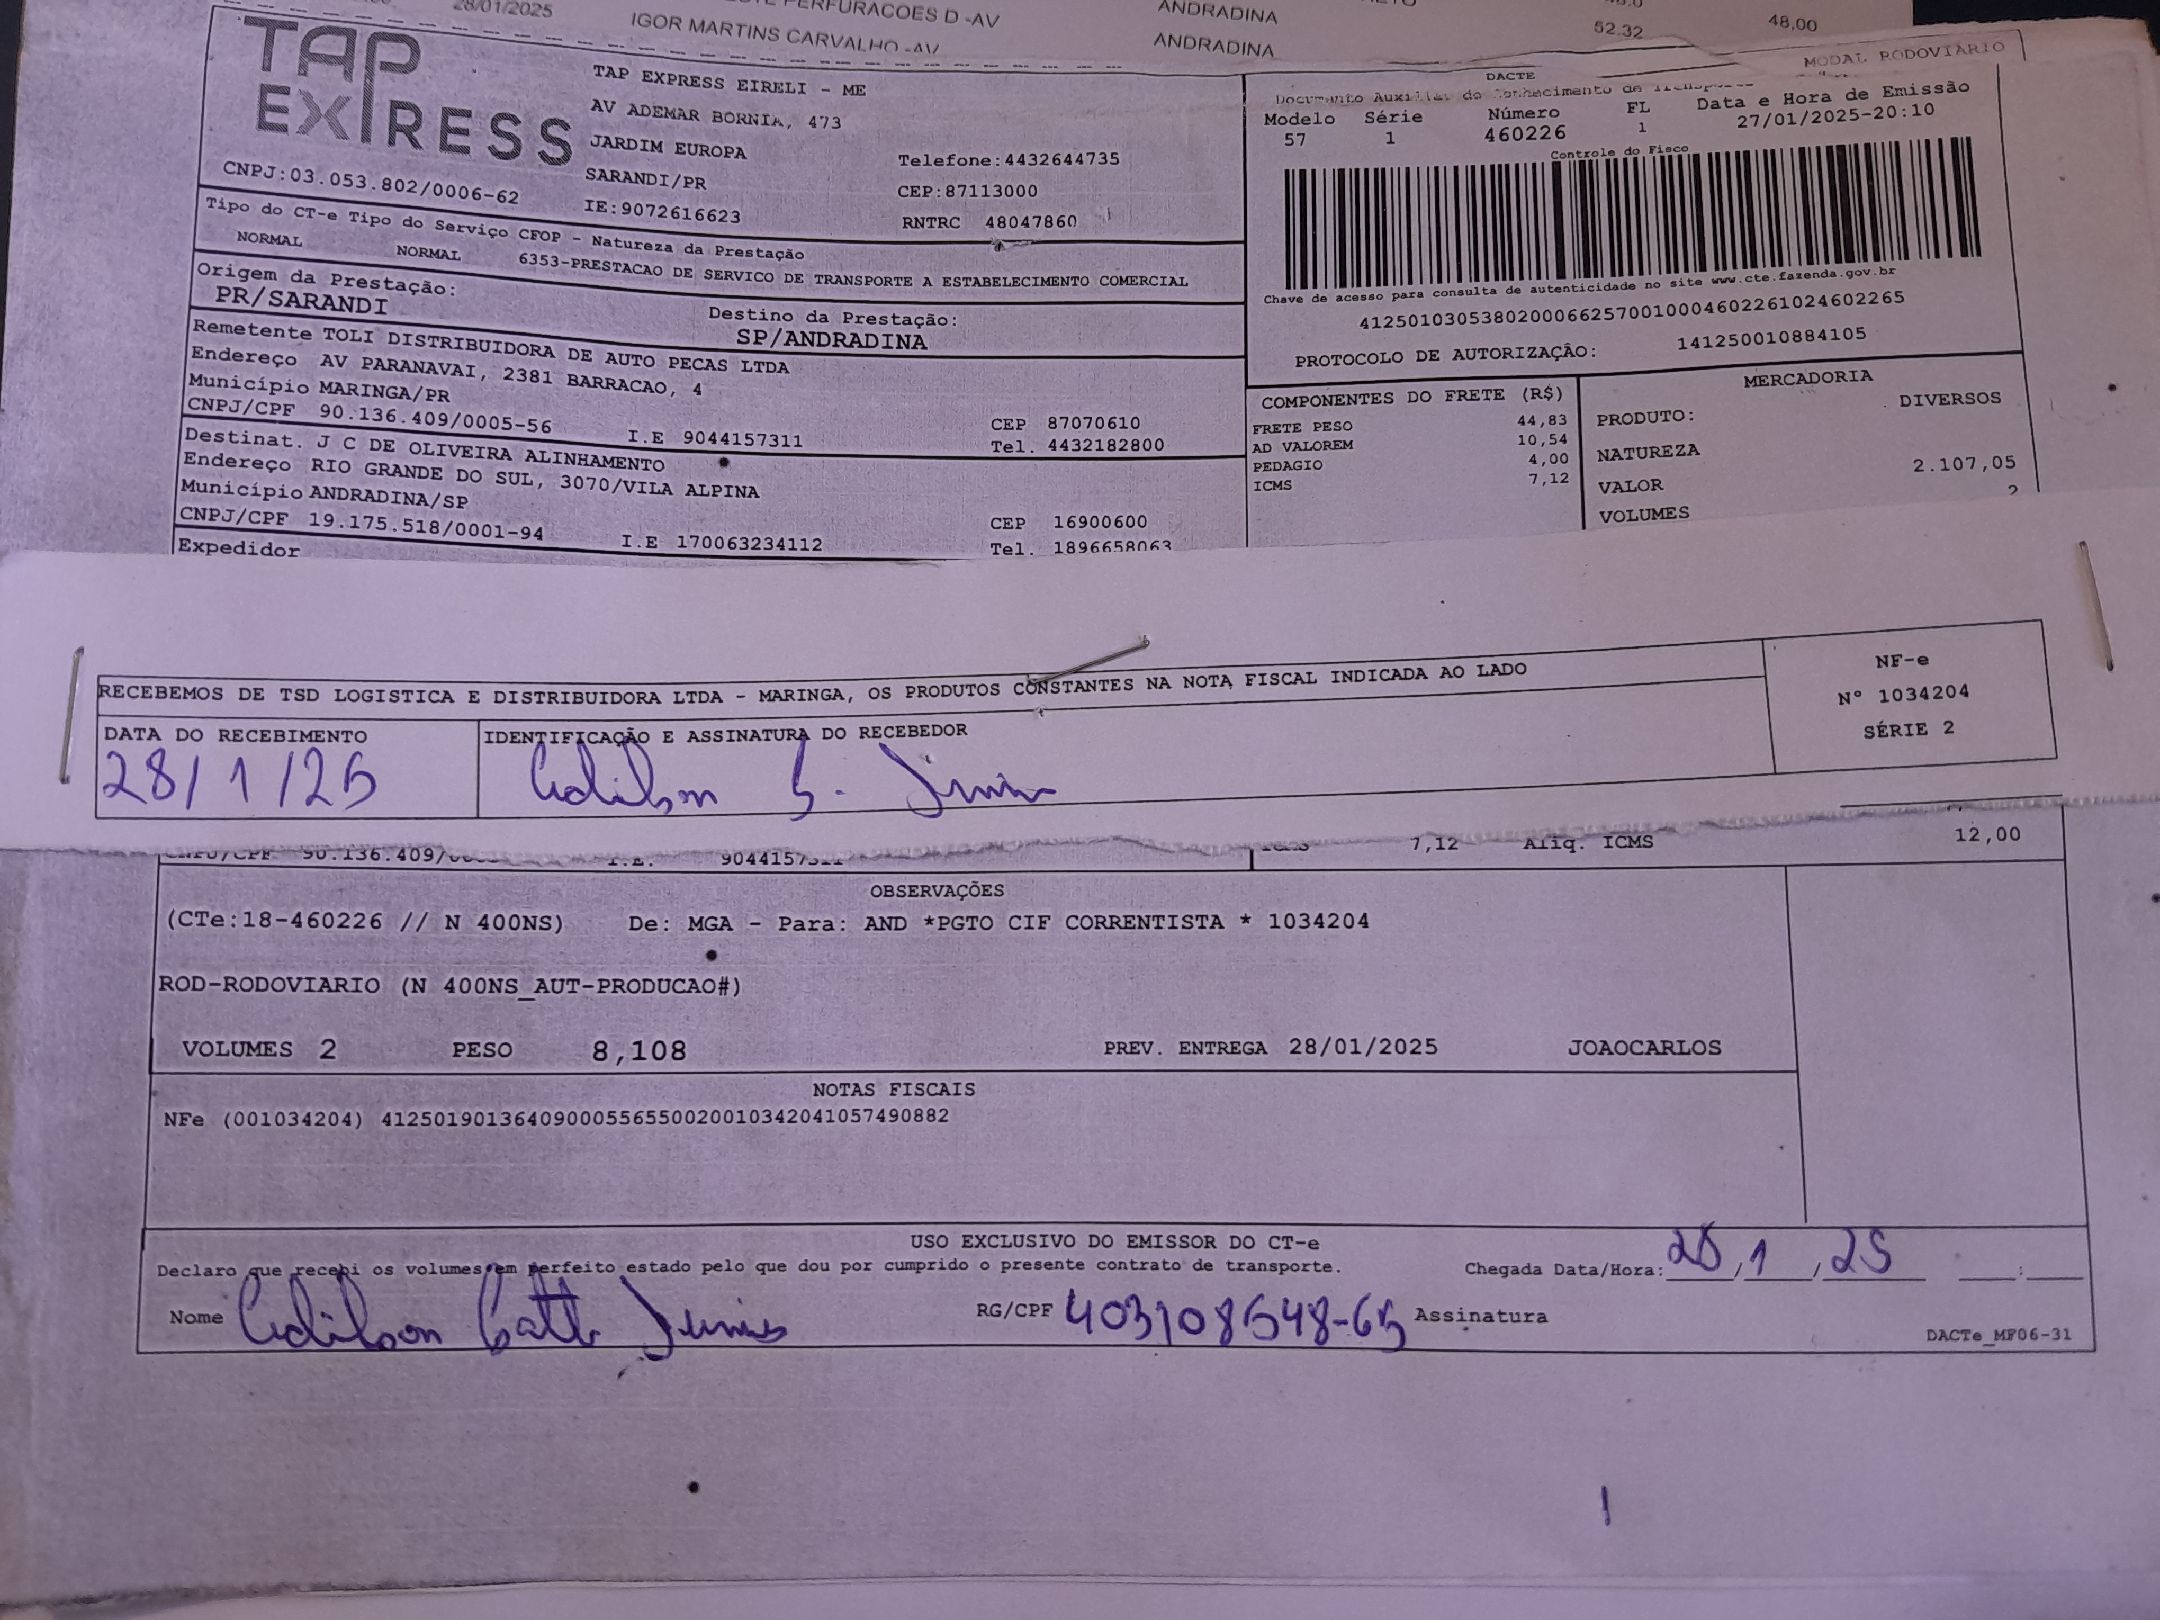 28/01/2025
PERFURACOES D -AV
ANDRADINA
IGOR MARTINS CARVALHO -AV
ANDRADINA
52.32
48,00
TAP
EXPRESS
TAP EXPRESS EIRELI - ME
AV ADEMAR BORNIA, 473
JARDIM EUROPA
SARANDI/PR
IE:9072616623
CNPJ:03.053.802/0006-62
Telefone:4432644735
CEP:87113000
RNTRC 48047860
MODAL RODOVIARIO
DACTE
Documento Auxiliar do Conhecimento de
Modelo Série Número FL Data e Hora de Emissão
57 1 460226 1 27/01/2025-20:10
Controle do Fisco
Chave de acesso para consulta de autenticidade no site www.cte.fazenda.gov.br
41250103053802000662570010004602261024602265
PROTOCOLO DE AUTORIZAÇÃO: 141250010884105
Tipo do CT-e Tipo do Serviço CFOP - Natureza da Prestação
NORMAL NORMAL 6353-PRESTACAO DE SERVICO DE TRANSPORTE A ESTABELECIMENTO COMERCIAL
Origem da Prestação: Destino da Prestação:
PR/SARANDI SP/ANDRADINA
Remetente TOLI DISTRIBUIDORA DE AUTO PECAS LTDA
Endereço AV PARANAVAI, 2381 BARRACAO, 4
Município MARINGA/PR CEP 87070610
CNPJ/CPF 90.136.409/0005-56 I.E 9044157311 Tel. 4432182800
Destinat. J C DE OLIVEIRA ALINHAMENTO
Endereço RIO GRANDE DO SUL, 3070/VILA ALPINA
Município ANDRADINA/SP CEP 16900600
CNPJ/CPF 19.175.518/0001-94 I.E 170063234112 Tel. 1896658063
Expedidor
COMPONENTES DO FRETE (R$)
FRETE PESO 44,83
AD VALOREM 10,54
PEDAGIO 4,00
ICMS 7,12
MERCADORIA
PRODUTO: DIVERSOS
NATUREZA
VALOR 2.107,05
VOLUMES 2
RECEBEMOS DE TSD LOGISTICA E DISTRIBUIDORA LTDA - MARINGA, OS PRODUTOS CONSTANTES NA NOTA FISCAL INDICADA AO LADO
NF-e
N° 1034204
SÉRIE 2
DATA DO RECEBIMENTO IDENTIFICAÇÃO E ASSINATURA DO RECEBEDOR
28/1/25
CNPJ/CPF 90.136.409/ I.E. 9044157311 ICMS 7,12 Aliq. ICMS 12,00
OBSERVAÇÕES
(CTe:18-460226 // N 400NS) De: MGA - Para: AND *PGTO CIF CORRENTISTA * 1034204
ROD-RODOVIARIO (N 400NS_AUT-PRODUCAO#)
VOLUMES 2 PESO 8,108 PREV. ENTREGA 28/01/2025 JOAOCARLOS
NOTAS FISCAIS
NFe (001034204) 41250190136409000556550020010342041057490882
USO EXCLUSIVO DO EMISSOR DO CT-e
Declaro que recebi os volumes em perfeito estado pelo que dou por cumprido o presente contrato de transporte. Chegada Data/Hora: 28/1/25 :
Nome RG/CPF 403108548-65 Assinatura
DACTe_MF06-31